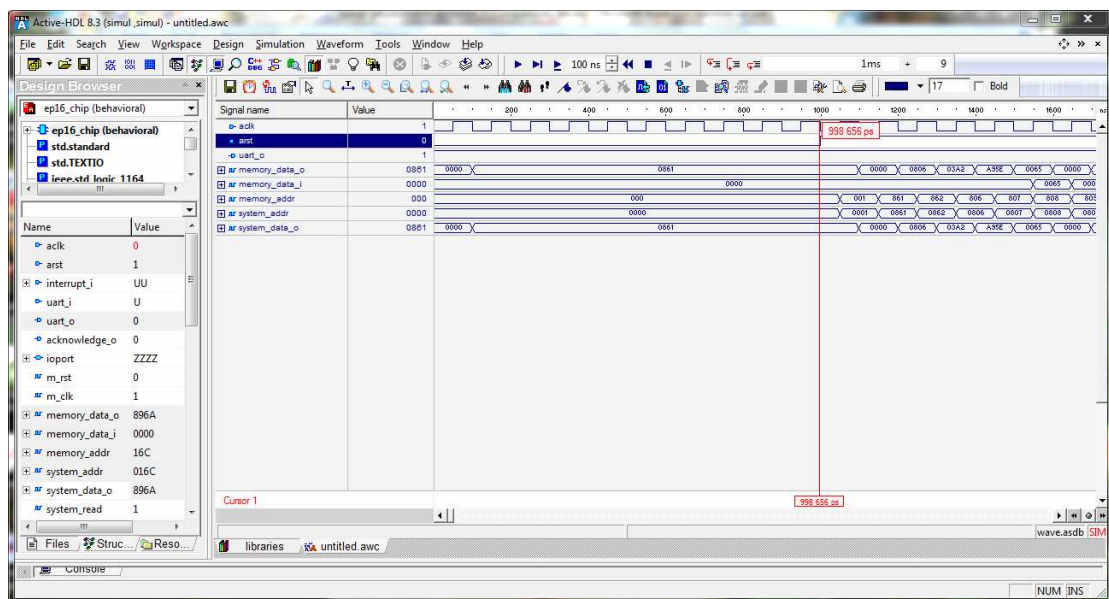 Active-HDL 8.3 (simul ,simul) - untitled.awc
File Edit Search View Workspace Design Simulation Waveform Tools Window Help
100 ns 1ms + 9
Design Browser 17 Bold
ep16_chip (behavioral)
ep16_chip (behavioral)
std.standard
std.TEXTIO
ieee.std_logic_1164
Name Value
aclk 0
arst 1
interrupt_i UU
uart_i U
uart_o 0
acknowledge_o 0
ioport ZZZZ
m_rst 0
m_clk 1
memory_data_o 896A
memory_data_i 0000
memory_addr 16C
system_addr 016C
system_data_o 896A
system_read 1
Files Struc... Reso...
Signal name Value 200 400 600 800 1000 1200 1400 1600 ns
aclk 1
998 656 ps
arst 0
uart_o 1
memory_data_o 0861 0000 0861 0000 0806 03A2 A95E 0065 0000
memory_data_i 0000 0000 0065 000
memory_addr 000 000 001 861 862 806 807 808
system_addr 0000 0000 0001 0861 0862 0806 0807 0808 080
system_data_o 0861 0000 0861 0000 0806 03A2 A95E 0065 0000
Cursor 1 998 656 ps
wave.asdb SIM
libraries untitled.awc
Console
NUM INS